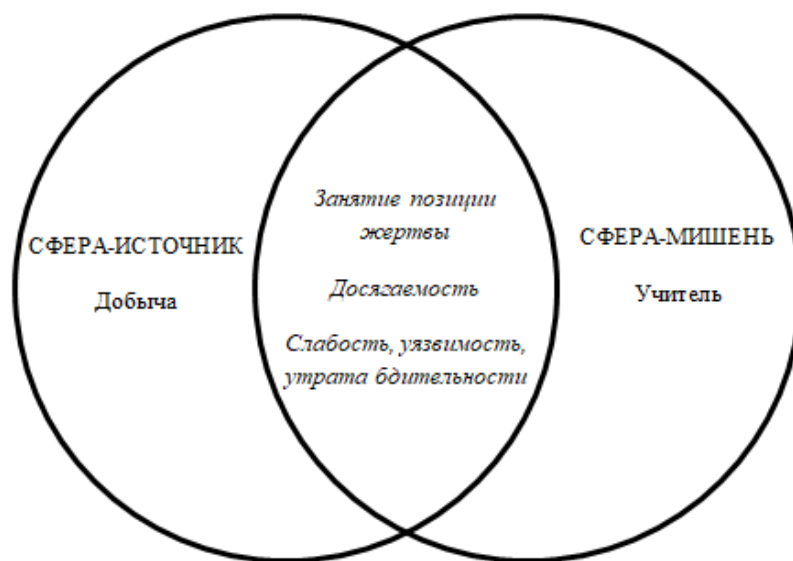 СФЕРА-ИСТОЧНИК
Добыча
Занятие позиции
жертвы
Досягаемость
Слабость, уязвимость,
утрата бдительности
СФЕРА-МИШЕНЬ
Учитель